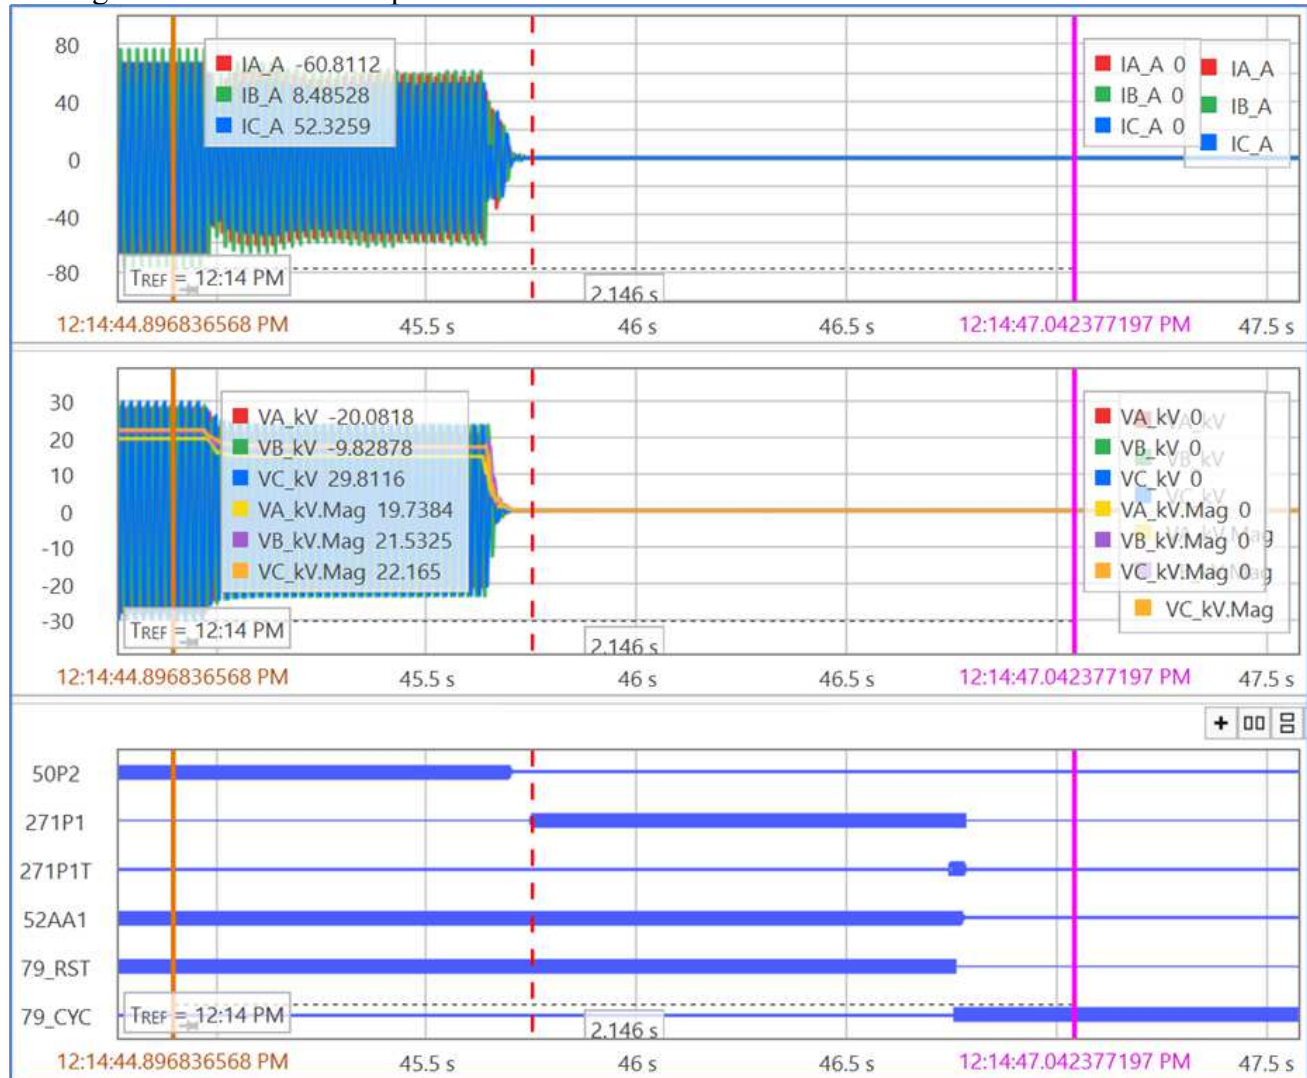 80
40
0
-40
-80
IA_A -60.8112
IB_A 8.48528
IC_A 52.3259
IA_A 0
IB_A 0
IC_A 0
IA_A
IB_A
IC_A
TREF = 12:14 PM
2.146 s
12:14:44.896836568 PM
45.5 s
46 s
46.5 s
12:14:47.042377197 PM
47.5 s
30
20
10
0
-10
-20
-30
VA_kV -20.0818
VB_kV -9.82878
VC_kV 29.8116
VA_kV.Mag 19.7384
VB_kV.Mag 21.5325
VC_kV.Mag 22.165
VA_kV 0
VB_kV 0
VC_kV 0
VA_kV.Mag 0
VB_kV.Mag 0
VC_kV.Mag 0
VC_kV.Mag
TREF = 12:14 PM
2.146 s
12:14:44.896836568 PM
45.5 s
46 s
46.5 s
12:14:47.042377197 PM
47.5 s
50P2
271P1
271P1T
52AA1
79_RST
79_CYC
TREF = 12:14 PM
2.146 s
12:14:44.896836568 PM
45.5 s
46 s
46.5 s
12:14:47.042377197 PM
47.5 s